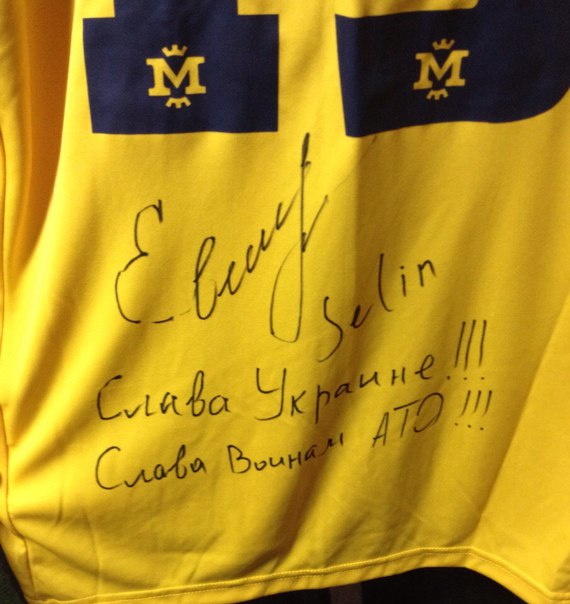 M M
Selin
Слава Украине!!!
Слава Воинам АТО!!!